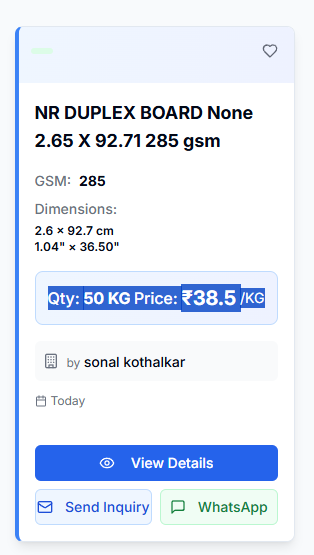 NR DUPLEX BOARD None
2.65 X 92.71 285 gsm
GSM: 285
Dimensions:
2.6 × 92.7 cm
1.04" × 36.50"
Qty: 50 KG Price: ₹38.5 /KG
by sonal kothalkar
Today
View Details
Send Inquiry
WhatsApp